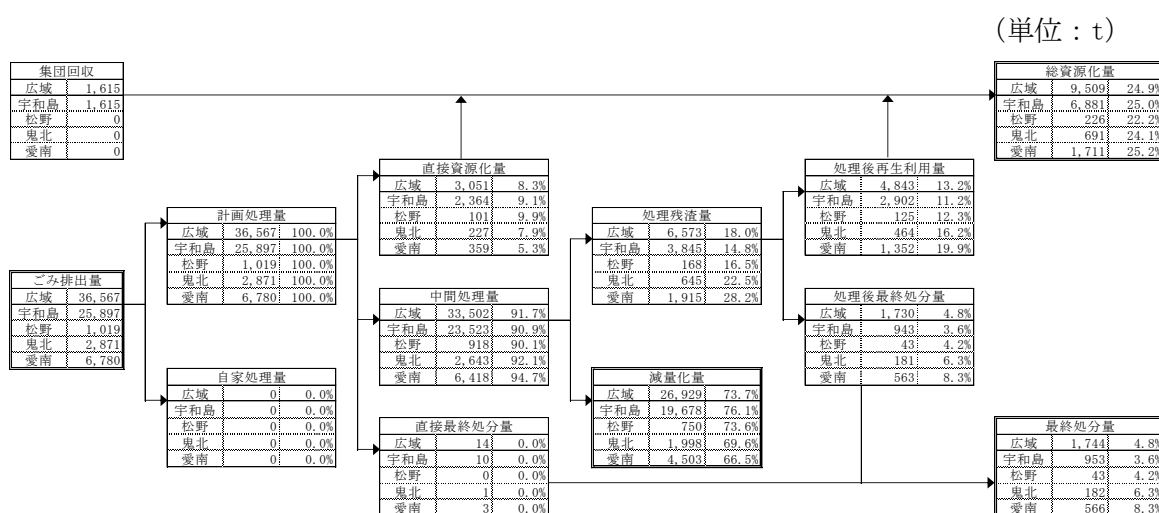 (単位：t)
集団回収
広域 1,615
宇和島 1,615
松野 0
鬼北 0
愛南 0
総資源化量
広域 9,509 24.9%
宇和島 6,881 25.0%
松野 226 22.2%
鬼北 691 24.1%
愛南 1,711 25.2%
直接資源化量
広域 3,051 8.3%
宇和島 2,364 9.1%
松野 101 9.9%
鬼北 227 7.9%
愛南 359 5.3%
処理後再生利用量
広域 4,843 13.2%
宇和島 2,902 11.2%
松野 125 12.3%
鬼北 464 16.2%
愛南 1,352 19.9%
計画処理量
広域 36,567 100.0%
宇和島 25,897 100.0%
松野 1,019 100.0%
鬼北 2,871 100.0%
愛南 6,780 100.0%
処理残渣量
広域 6,573 18.0%
宇和島 3,845 14.8%
松野 168 16.5%
鬼北 645 22.5%
愛南 1,915 28.2%
ごみ排出量
広域 36,567
宇和島 25,897
松野 1,019
鬼北 2,871
愛南 6,780
中間処理量
広域 33,502 91.7%
宇和島 23,523 90.9%
松野 918 90.1%
鬼北 2,643 92.1%
愛南 6,418 94.7%
処理後最終処分量
広域 1,730 4.8%
宇和島 943 3.6%
松野 43 4.2%
鬼北 181 6.3%
愛南 563 8.3%
自家処理量
広域 0 0.0%
宇和島 0 0.0%
松野 0 0.0%
鬼北 0 0.0%
愛南 0 0.0%
減量化量
広域 26,929 73.7%
宇和島 19,678 76.1%
松野 750 73.6%
鬼北 1,998 69.6%
愛南 4,503 66.5%
直接最終処分量
広域 14 0.0%
宇和島 10 0.0%
松野 0 0.0%
鬼北 1 0.0%
愛南 3 0.0%
最終処分量
広域 1,744 4.8%
宇和島 953 3.6%
松野 43 4.2%
鬼北 182 6.3%
愛南 566 8.3%